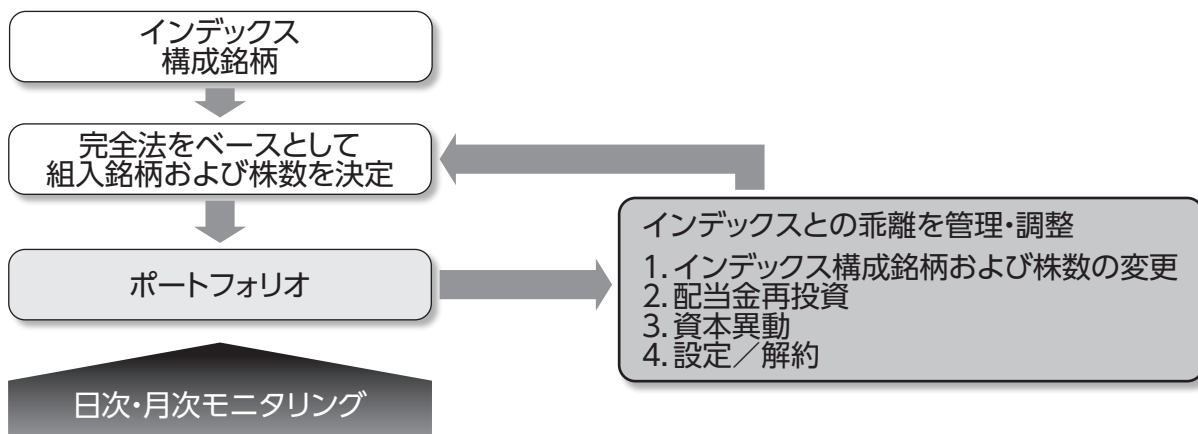 インデックス
構成銘柄
完全法をベースとして
組入銘柄および株数を決定
ポートフォリオ
日次・月次モニタリング
インデックスとの乖離を管理・調整
1. インデックス構成銘柄および株数の変更
2. 配当金再投資
3. 資本異動
4. 設定／解約